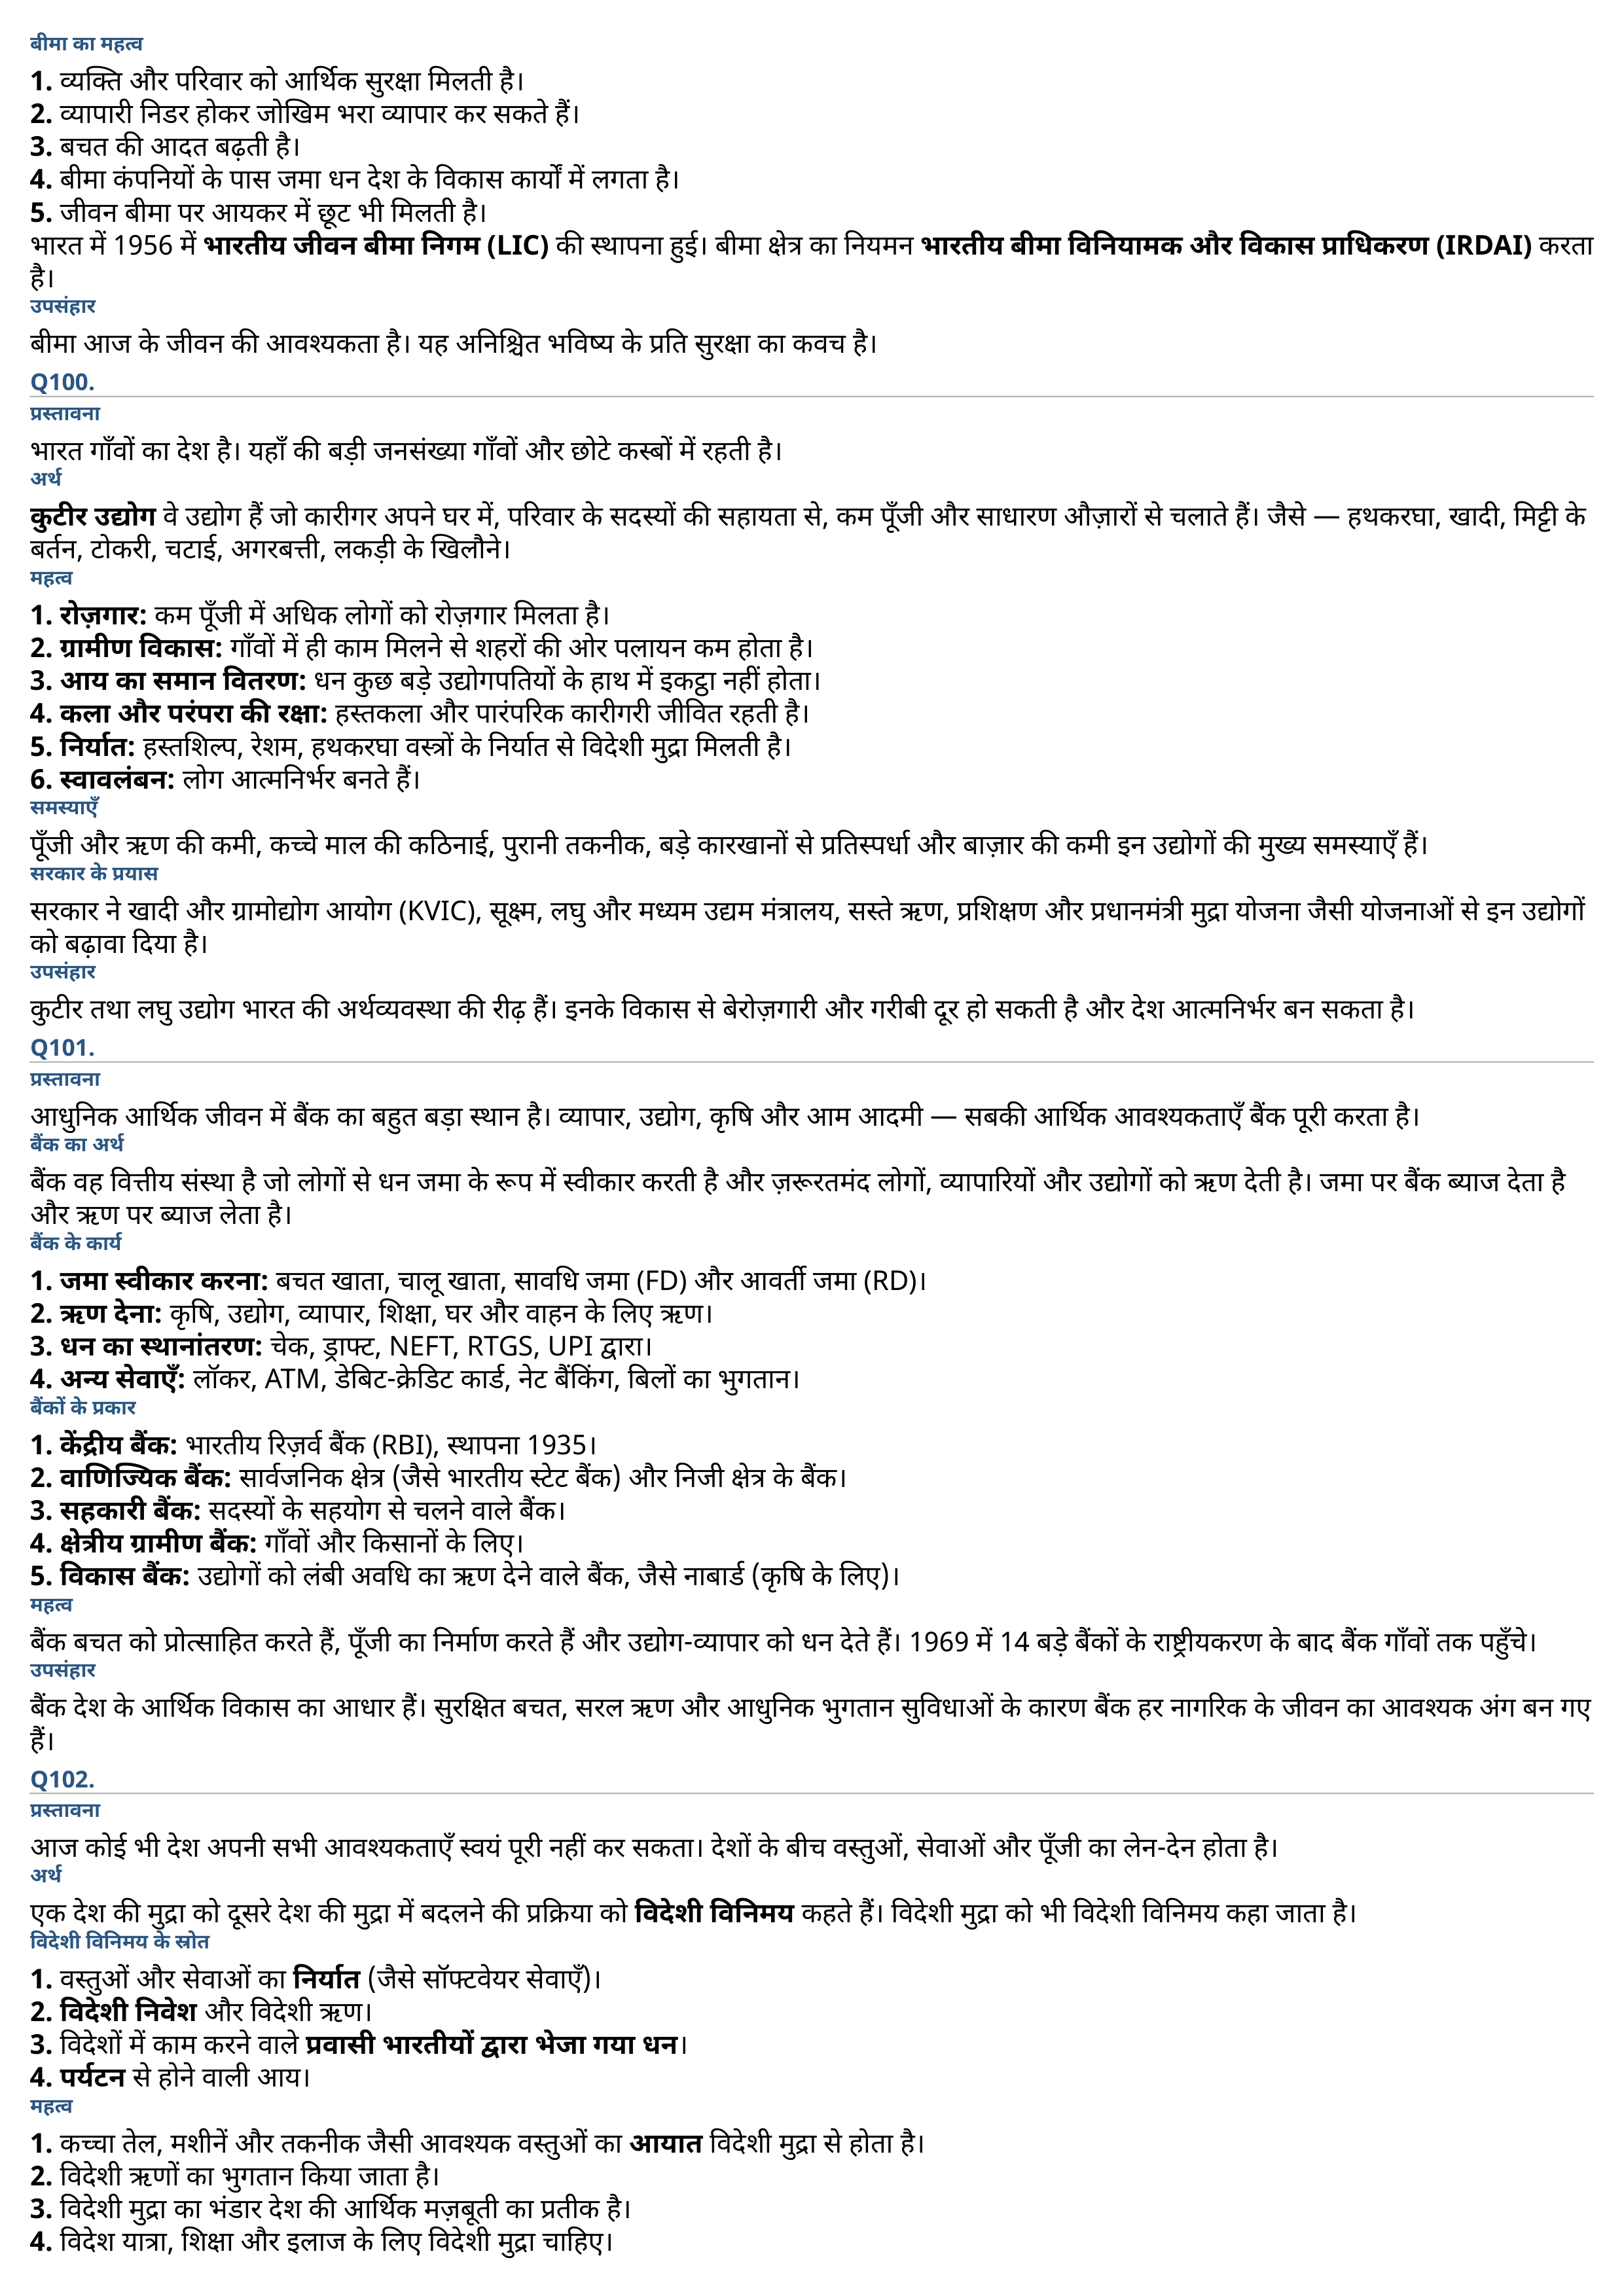 बीमा का महत्व
1. व्यक्ति और परिवार को आर्थिक सुरक्षा मिलती है।
2. व्यापारी निडर होकर जोखिम भरा व्यापार कर सकते हैं।
3. बचत की आदत बढ़ती है।
4. बीमा कंपनियों के पास जमा धन देश के विकास कार्यों में लगता है।
5. जीवन बीमा पर आयकर में छूट भी मिलती है।
भारत में 1956 में भारतीय जीवन बीमा निगम (LIC) की स्थापना हुई। बीमा क्षेत्र का नियमन भारतीय बीमा विनियामक और विकास प्राधिकरण (IRDAI) करता
है।
उपसंहार
बीमा आज के जीवन की आवश्यकता है। यह अनिश्चित भविष्य के प्रति सुरक्षा का कवच है।
Q100.
प्रस्तावना
भारत गाँवों का देश है। यहाँ की बड़ी जनसंख्या गाँवों और छोटे कस्बों में रहती है।
अर्थ
कुटीर उद्योग वे उद्योग हैं जो कारीगर अपने घर में, परिवार के सदस्यों की सहायता से, कम पूँजी और साधारण औज़ारों से चलाते हैं। जैसे — हथकरघा, खादी, मिट्टी के
बर्तन, टोकरी, चटाई, अगरबत्ती, लकड़ी के खिलौने।
महत्व
1. रोज़गार: कम पूँजी में अधिक लोगों को रोज़गार मिलता है।
2. ग्रामीण विकास: गाँवों में ही काम मिलने से शहरों की ओर पलायन कम होता है।
3. आय का समान वितरण: धन कुछ बड़े उद्योगपतियों के हाथ में इकट्ठा नहीं होता।
4. कला और परंपरा की रक्षा: हस्तकला और पारंपरिक कारीगरी जीवित रहती है।
5. निर्यात: हस्तशिल्प, रेशम, हथकरघा वस्त्रों के निर्यात से विदेशी मुद्रा मिलती है।
6. स्वावलंबन: लोग आत्मनिर्भर बनते हैं।
समस्याएँ
पूँजी और ऋण की कमी, कच्चे माल की कठिनाई, पुरानी तकनीक, बड़े कारखानों से प्रतिस्पर्धा और बाज़ार की कमी इन उद्योगों की मुख्य समस्याएँ हैं।
सरकार के प्रयास
सरकार ने खादी और ग्रामोद्योग आयोग (KVIC), सूक्ष्म, लघु और मध्यम उद्यम मंत्रालय, सस्ते ऋण, प्रशिक्षण और प्रधानमंत्री मुद्रा योजना जैसी योजनाओं से इन उद्योगों
को बढ़ावा दिया है।
उपसंहार
कुटीर तथा लघु उद्योग भारत की अर्थव्यवस्था की रीढ़ हैं। इनके विकास से बेरोज़गारी और गरीबी दूर हो सकती है और देश आत्मनिर्भर बन सकता है।
Q101.
प्रस्तावना
आधुनिक आर्थिक जीवन में बैंक का बहुत बड़ा स्थान है। व्यापार, उद्योग, कृषि और आम आदमी — सबकी आर्थिक आवश्यकताएँ बैंक पूरी करता है।
बैंक का अर्थ
बैंक वह वित्तीय संस्था है जो लोगों से धन जमा के रूप में स्वीकार करती है और ज़रूरतमंद लोगों, व्यापारियों और उद्योगों को ऋण देती है। जमा पर बैंक ब्याज देता है
और ऋण पर ब्याज लेता है।
बैंक के कार्य
1. जमा स्वीकार करना: बचत खाता, चालू खाता, सावधि जमा (FD) और आवर्ती जमा (RD)।
2. ऋण देना: कृषि, उद्योग, व्यापार, शिक्षा, घर और वाहन के लिए ऋण।
3. धन का स्थानांतरण: चेक, ड्राफ्ट, NEFT, RTGS, UPI द्वारा।
4. अन्य सेवाएँ: लॉकर, ATM, डेबिट-क्रेडिट कार्ड, नेट बैंकिंग, बिलों का भुगतान।
बैंकों के प्रकार
1. केंद्रीय बैंक: भारतीय रिज़र्व बैंक (RBI), स्थापना 1935।
2. वाणिज्यिक बैंक: सार्वजनिक क्षेत्र (जैसे भारतीय स्टेट बैंक) और निजी क्षेत्र के बैंक।
3. सहकारी बैंक: सदस्यों के सहयोग से चलने वाले बैंक।
4. क्षेत्रीय ग्रामीण बैंक: गाँवों और किसानों के लिए।
5. विकास बैंक: उद्योगों को लंबी अवधि का ऋण देने वाले बैंक, जैसे नाबार्ड (कृषि के लिए)।
महत्व
बैंक बचत को प्रोत्साहित करते हैं, पूँजी का निर्माण करते हैं और उद्योग-व्यापार को धन देते हैं। 1969 में 14 बड़े बैंकों के राष्ट्रीयकरण के बाद बैंक गाँवों तक पहुँचे।
उपसंहार
बैंक देश के आर्थिक विकास का आधार हैं। सुरक्षित बचत, सरल ऋण और आधुनिक भुगतान सुविधाओं के कारण बैंक हर नागरिक के जीवन का आवश्यक अंग बन गए
हैं।
Q102.
प्रस्तावना
आज कोई भी देश अपनी सभी आवश्यकताएँ स्वयं पूरी नहीं कर सकता। देशों के बीच वस्तुओं, सेवाओं और पूँजी का लेन-देन होता है।
अर्थ
एक देश की मुद्रा को दूसरे देश की मुद्रा में बदलने की प्रक्रिया को विदेशी विनिमय कहते हैं। विदेशी मुद्रा को भी विदेशी विनिमय कहा जाता है।
विदेशी विनिमय के स्रोत
1. वस्तुओं और सेवाओं का निर्यात (जैसे सॉफ्टवेयर सेवाएँ)।
2. विदेशी निवेश और विदेशी ऋण।
3. विदेशों में काम करने वाले प्रवासी भारतीयों द्वारा भेजा गया धन।
4. पर्यटन से होने वाली आय।
महत्व
1. कच्चा तेल, मशीनें और तकनीक जैसी आवश्यक वस्तुओं का आयात विदेशी मुद्रा से होता है।
2. विदेशी ऋणों का भुगतान किया जाता है।
3. विदेशी मुद्रा का भंडार देश की आर्थिक मज़बूती का प्रतीक है।
4. विदेश यात्रा, शिक्षा और इलाज के लिए विदेशी मुद्रा चाहिए।